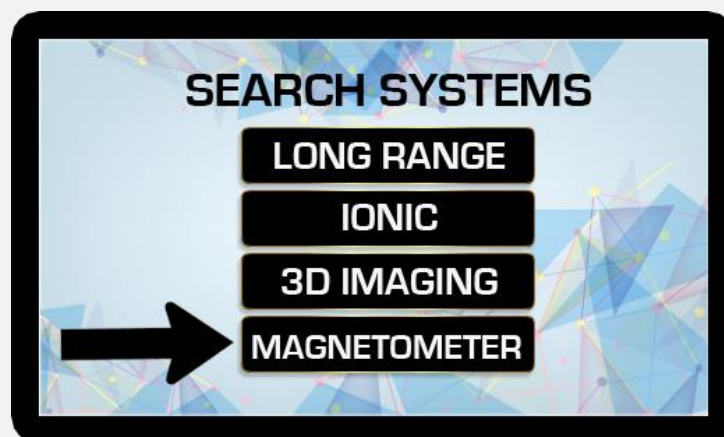 SEARCH SYSTEMS
LONG RANGE
IONIC
3D IMAGING
MAGNETOMETER